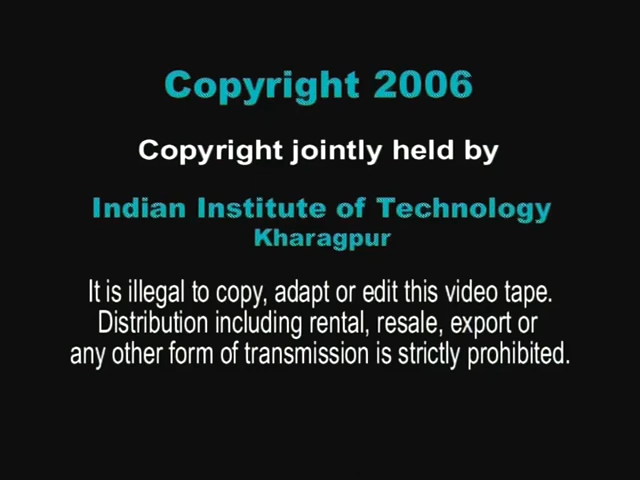 Copyright 2006
Copyright jointly held by
Indian Institute of Technology
Kharagpur
It is illegal to copy, adapt or edit this video tape.
Distribution including rental, resale, export or
any other form of transmission is strictly prohibited.